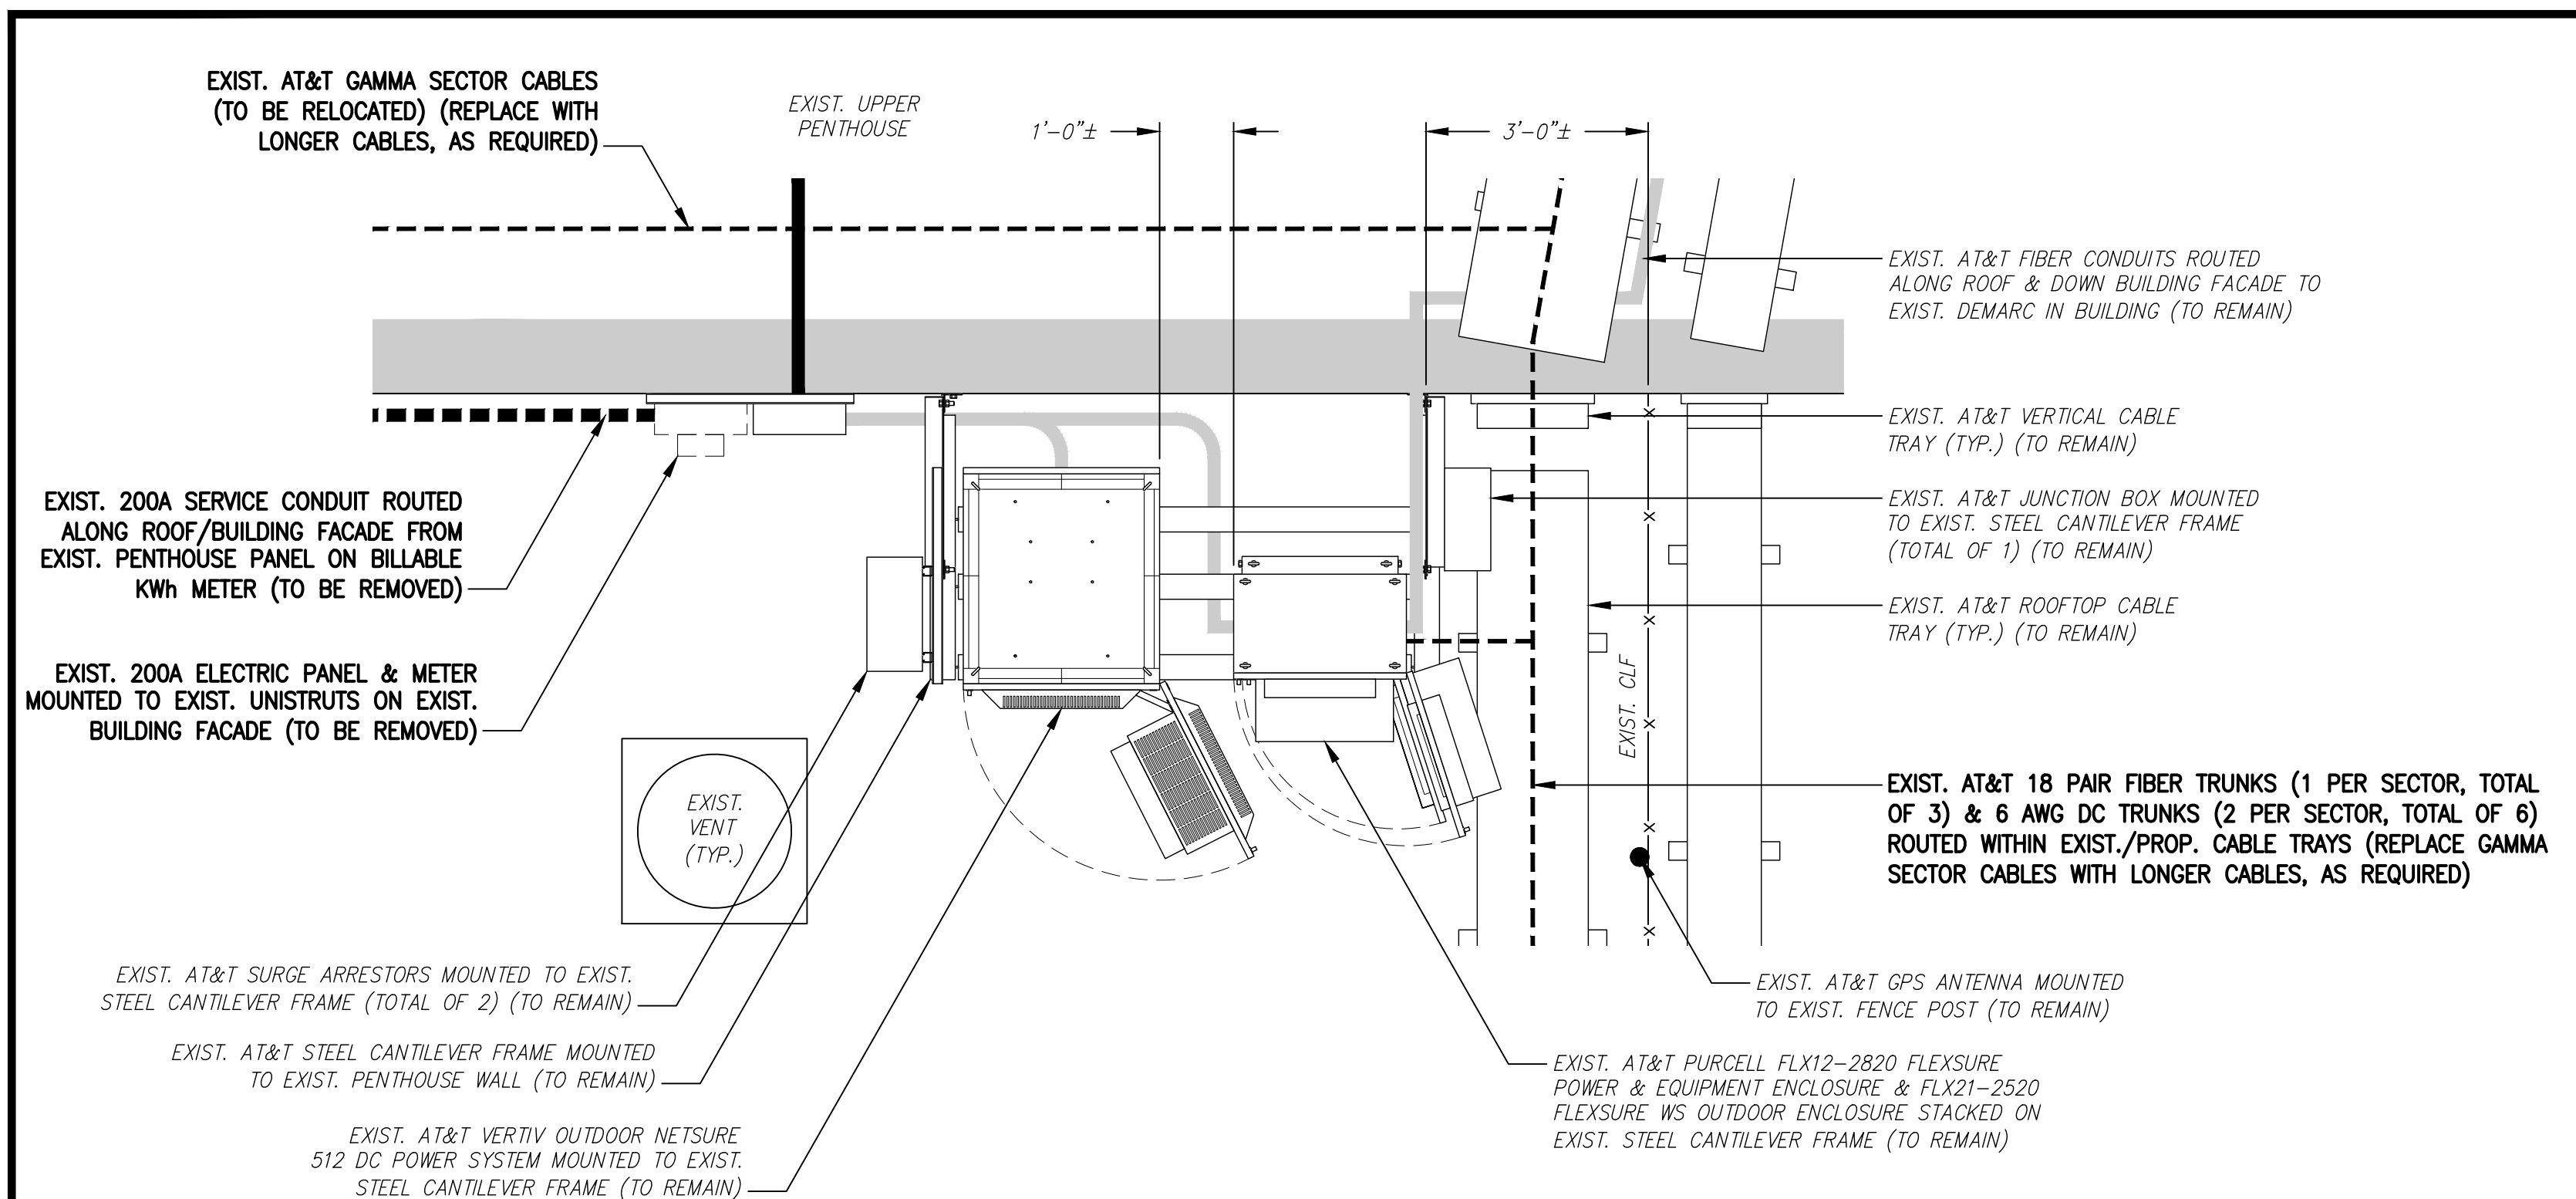 EXIST. AT&T GAMMA SECTOR CABLES
(TO BE RELOCATED) (REPLACE WITH
LONGER CABLES, AS REQUIRED)
EXIST. UPPER
PENTHOUSE
1'-0"±
3'-0"±
EXIST. AT&T FIBER CONDUITS ROUTED
ALONG ROOF & DOWN BUILDING FACADE TO
EXIST. DEMARC IN BUILDING (TO REMAIN)
EXIST. AT&T VERTICAL CABLE
TRAY (TYP.) (TO REMAIN)
EXIST. AT&T JUNCTION BOX MOUNTED
TO EXIST. STEEL CANTILEVER FRAME
(TOTAL OF 1) (TO REMAIN)
EXIST. AT&T ROOFTOP CABLE
TRAY (TYP.) (TO REMAIN)
EXIST. 200A SERVICE CONDUIT ROUTED
ALONG ROOF/BUILDING FACADE FROM
EXIST. PENTHOUSE PANEL ON BILLABLE
KWh METER (TO BE REMOVED)
EXIST. 200A ELECTRIC PANEL & METER
MOUNTED TO EXIST. UNISTRUTS ON EXIST.
BUILDING FACADE (TO BE REMOVED)
EXIST. CLF
EXIST.
VENT
(TYP.)
EXIST. AT&T 18 PAIR FIBER TRUNKS (1 PER SECTOR, TOTAL
OF 3) & 6 AWG DC TRUNKS (2 PER SECTOR, TOTAL OF 6)
ROUTED WITHIN EXIST./PROP. CABLE TRAYS (REPLACE GAMMA
SECTOR CABLES WITH LONGER CABLES, AS REQUIRED)
EXIST. AT&T SURGE ARRESTORS MOUNTED TO EXIST.
STEEL CANTILEVER FRAME (TOTAL OF 2) (TO REMAIN)
EXIST. AT&T GPS ANTENNA MOUNTED
TO EXIST. FENCE POST (TO REMAIN)
EXIST. AT&T STEEL CANTILEVER FRAME MOUNTED
TO EXIST. PENTHOUSE WALL (TO REMAIN)
EXIST. AT&T PURCELL FLX12-2820 FLEXSURE
POWER & EQUIPMENT ENCLOSURE & FLX21-2520
FLEXSURE WS OUTDOOR ENCLOSURE STACKED ON
EXIST. STEEL CANTILEVER FRAME (TO REMAIN)
EXIST. AT&T VERTIV OUTDOOR NETSURE
512 DC POWER SYSTEM MOUNTED TO EXIST.
STEEL CANTILEVER FRAME (TO REMAIN)